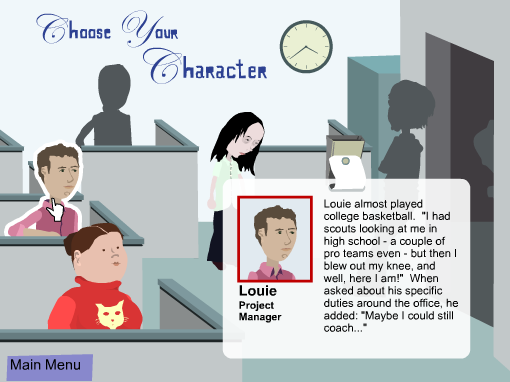 Choose Your
Character
Louie almost played
college basketball.  "I had
scouts looking at me in
high school - a couple of
pro teams even - but then I
blew out my knee, and
well, here I am!"  When
asked about his specific
duties around the office, he
added: "Maybe I could still
coach..."
Louie
Project
Manager
Main Menu